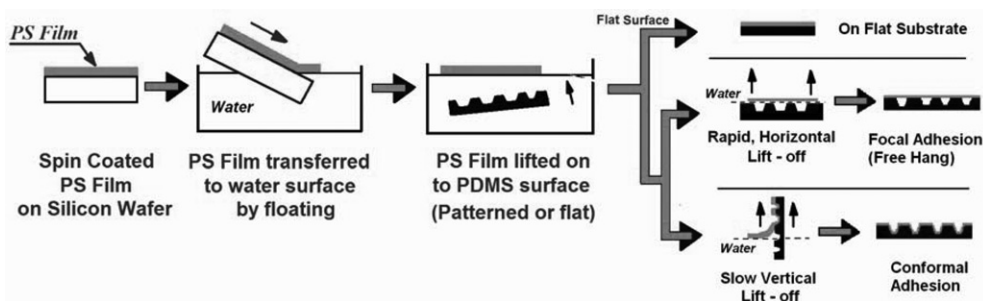 PS Film
Spin Coated
PS Film
on Silicon Wafer
Water
PS Film transferred
to water surface
by floating
PS Film lifted on
to PDMS surface
(Patterned or flat)
Flat Surface
On Flat Substrate
Water
Rapid, Horizontal
Lift - off
Focal Adhesion
(Free Hang)
Water
Slow Vertical
Lift - off
Conformal
Adhesion